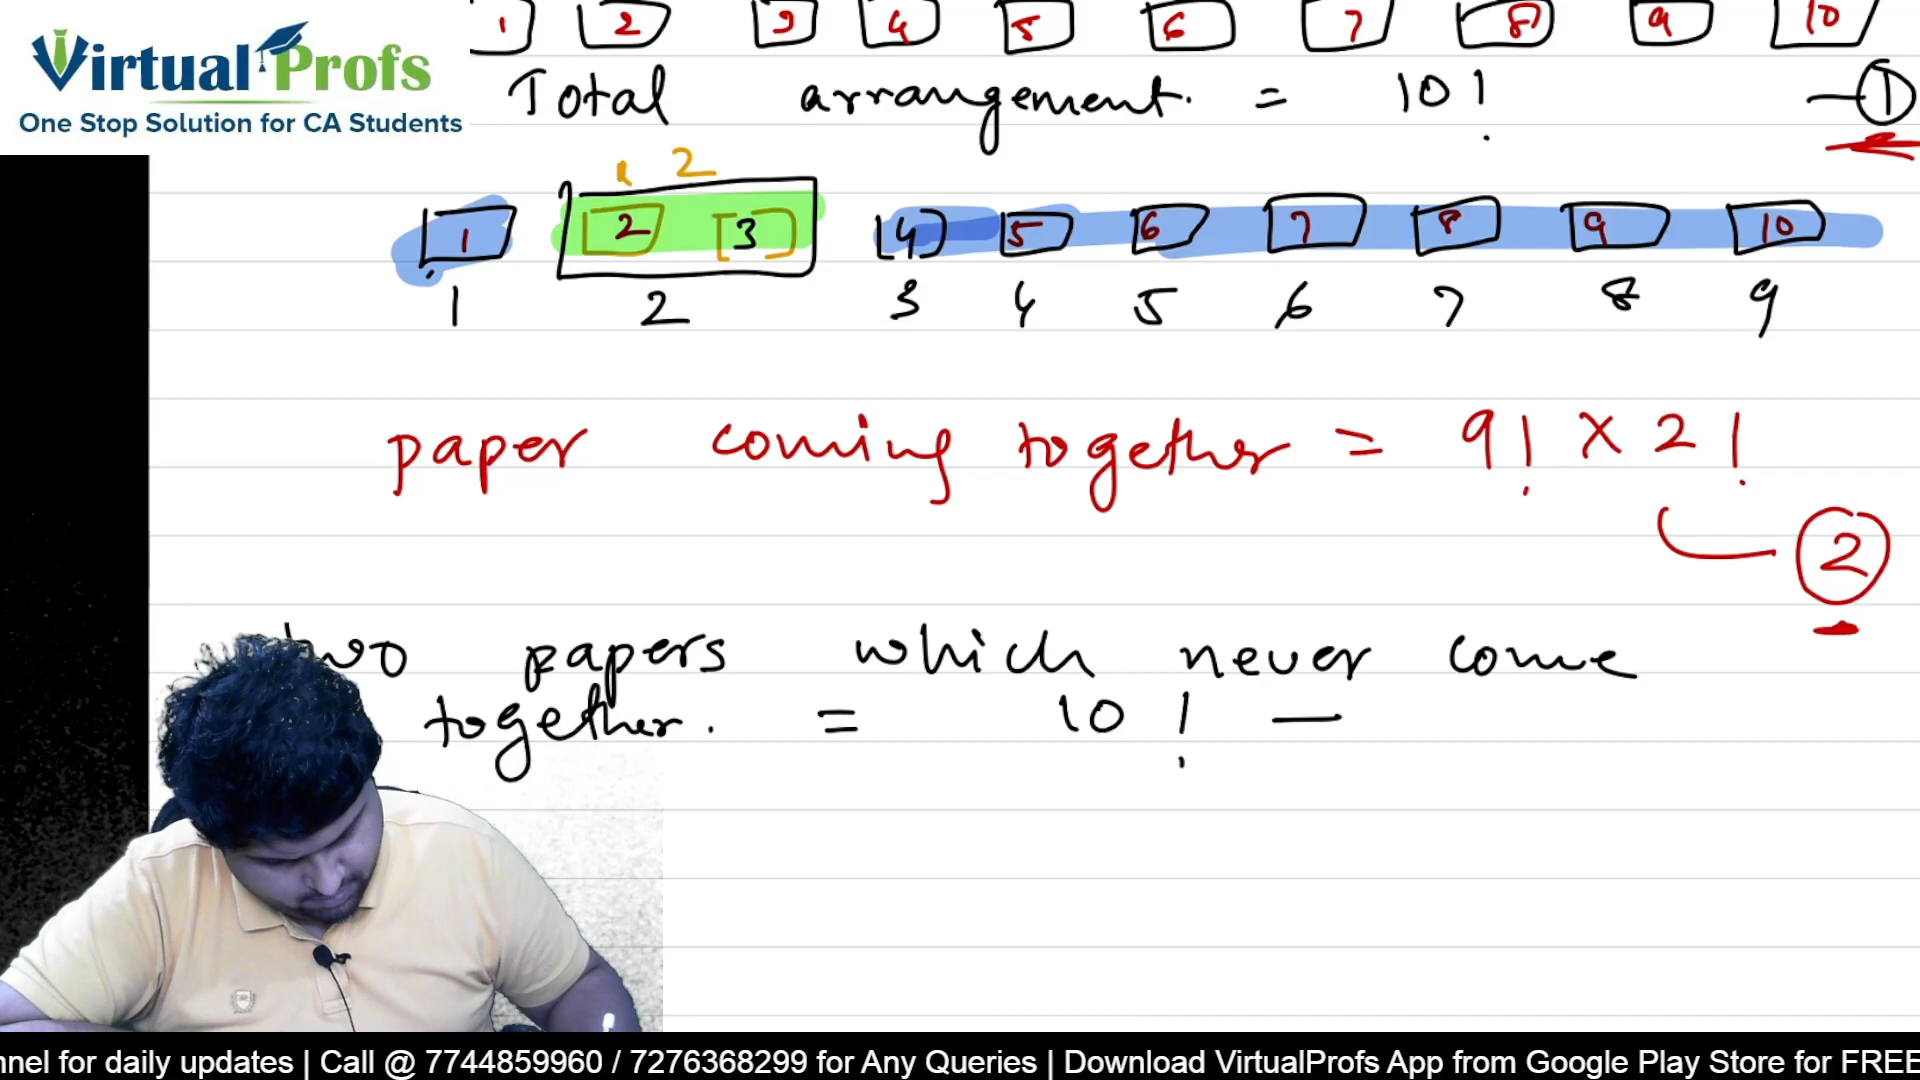 1 2 3 4 5 6 7 8 9 10
Virtual Profs
One Stop Solution for CA Students
Total arrangement. = 10! — 1
1 2
1 2 3 4 5 6 7 8 9 10
1 2 3 4 5 6 7 8 9
paper coming together = 9! × 2!
2
two papers which never come
together. = 10! —
nnel for daily updates | Call @ 7744859960 / 7276368299 for Any Queries | Download VirtualProfs App from Google Play Store for FREE